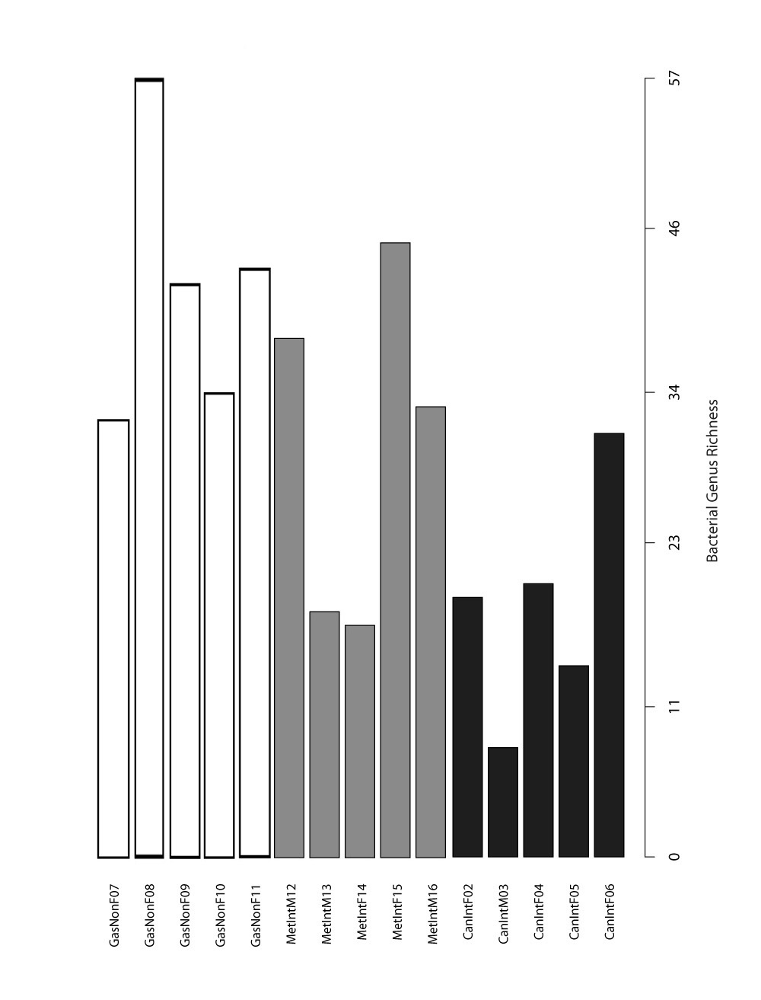 57
46
34
23
11
0
Bacterial Genus Richness
GasNonF07
GasNonF08
GasNonF09
GasNonF10
GasNonF11
MetIntM12
MetIntM13
MetIntF14
MetIntF15
MetIntM16
CanIntF02
CanIntM03
CanIntF04
CanIntF05
CanIntF06